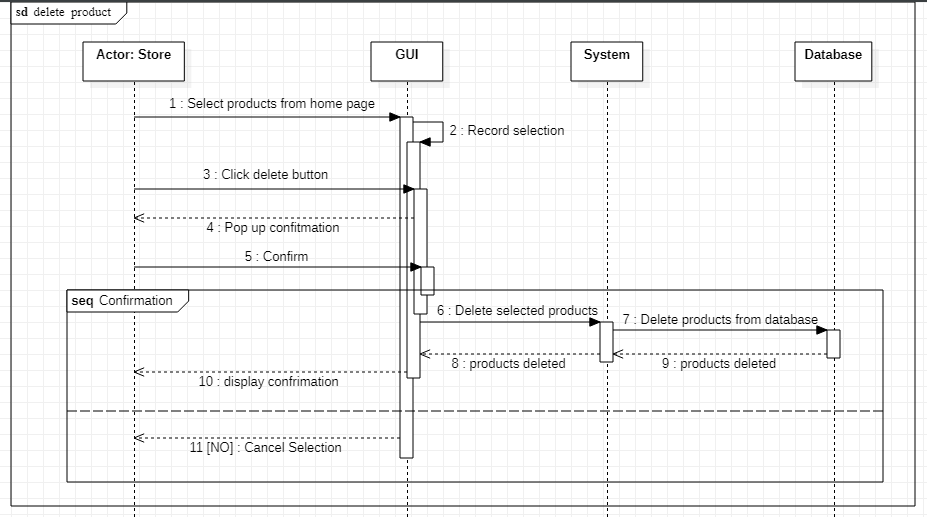 sd delete product
Actor: Store
GUI
System
Database
1 : Select products from home page
2 : Record selection
3 : Click delete button
4 : Pop up confitmation
5 : Confirm
seq Confirmation
6 : Delete selected products
7 : Delete products from database
8 : products deleted
9 : products deleted
10 : display confrimation
11 [NO] : Cancel Selection